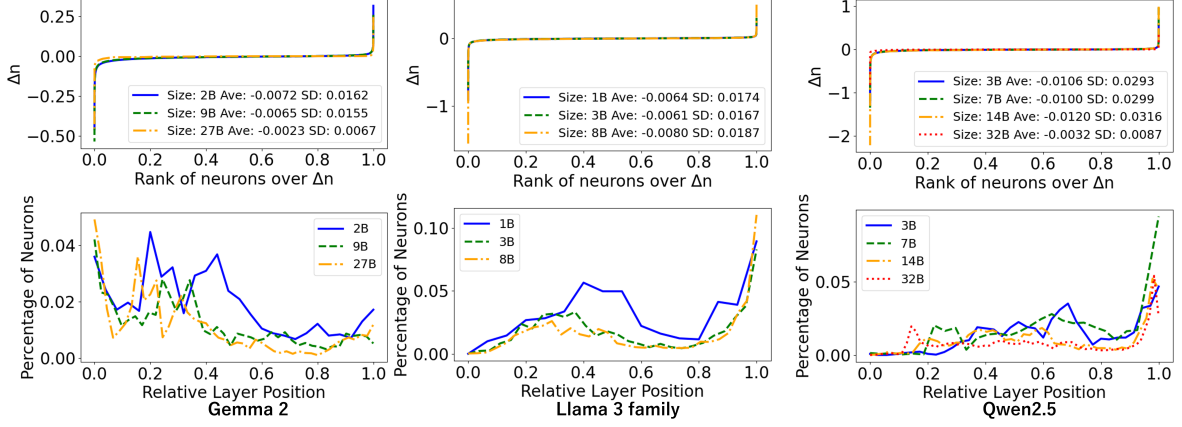 0.25
0.00
−0.25
−0.50
Δn
Size: 2B Ave: -0.0072 SD: 0.0162
Size: 9B Ave: -0.0065 SD: 0.0155
Size: 27B Ave: -0.0023 SD: 0.0067
0.0 0.2 0.4 0.6 0.8 1.0
Rank of neurons over Δn
0
−1
Δn
Size: 1B Ave: -0.0064 SD: 0.0174
Size: 3B Ave: -0.0061 SD: 0.0167
Size: 8B Ave: -0.0080 SD: 0.0187
0.0 0.2 0.4 0.6 0.8 1.0
Rank of neurons over Δn
1
0
−1
−2
Δn
Size: 3B Ave: -0.0106 SD: 0.0293
Size: 7B Ave: -0.0100 SD: 0.0299
Size: 14B Ave: -0.0120 SD: 0.0316
Size: 32B Ave: -0.0032 SD: 0.0087
0.0 0.2 0.4 0.6 0.8 1.0
Rank of neurons over Δn
Percentage of Neurons
0.04
0.02
0.00
2B
9B
27B
0.0 0.2 0.4 0.6 0.8 1.0
Relative Layer Position
Gemma 2
Percentage of Neurons
0.10
0.05
0.00
1B
3B
8B
0.0 0.2 0.4 0.6 0.8 1.0
Relative Layer Position
Llama 3 family
Percentage of Neurons
0.05
0.00
3B
7B
14B
32B
0.0 0.2 0.4 0.6 0.8 1.0
Relative Layer Position
Qwen2.5